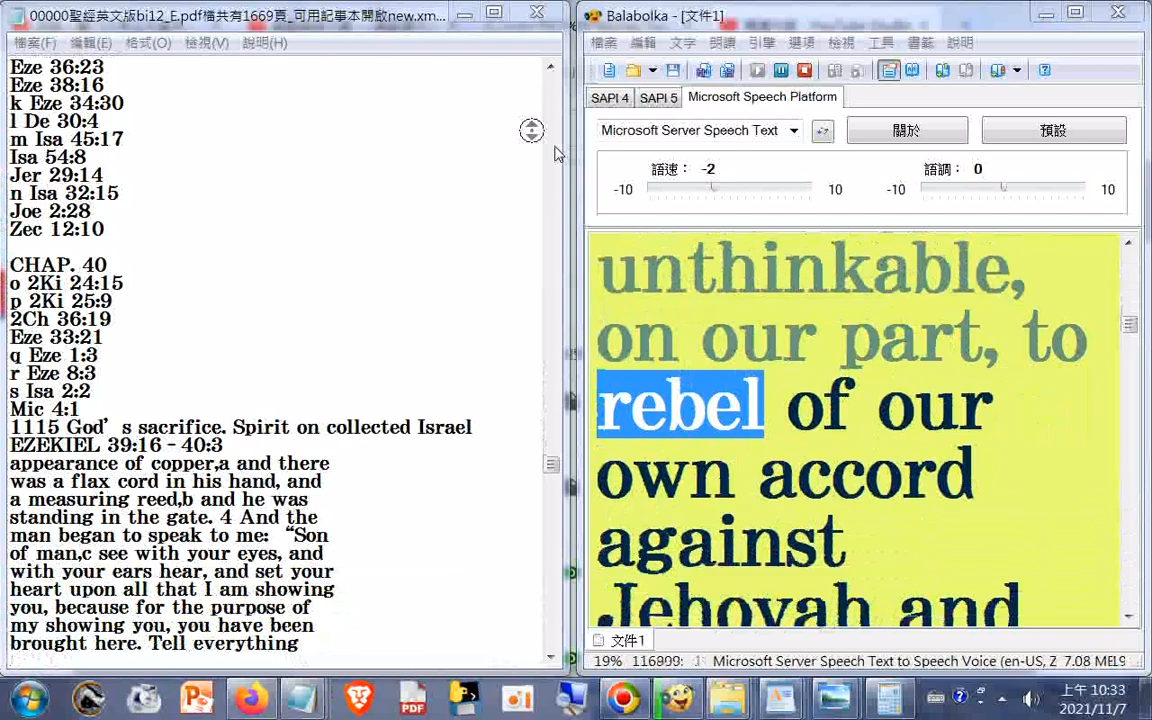 00000聖經英文版bi12_E.pdf檔共有1669頁_可用記事本開啟new.xm...
檔案(F) 編輯(E) 格式(O) 檢視(V) 說明(H)
Eze 36:23
Eze 38:16
k Eze 34:30
l De 30:4
m Isa 45:17
Isa 54:8
Jer 29:14
n Isa 32:15
Joe 2:28
Zec 12:10
CHAP. 40
o 2Ki 24:15
p 2Ki 25:9
2Ch 36:19
Eze 33:21
q Eze 1:3
r Eze 8:3
s Isa 2:2
Mic 4:1
1115 God’s sacrifice. Spirit on collected Israel
EZEKIEL 39:16‐40:3
appearance of copper,a and there
was a flax cord in his hand, and
a measuring reed,b and he was
standing in the gate. 4 And the
man began to speak to me: “Son
of man,c see with your eyes, and
with your ears hear, and set your
heart upon all that I am showing
you, because for the purpose of
my showing you, you have been
brought here. Tell everything
Balabolka - [文件1]
檔案 編輯 文字 朗讀 引擎 選項 檢視 工具 書籤 說明
SAPI 4 SAPI 5 Microsoft Speech Platform
Microsoft Server Speech Text 關於 預設
語速： -2 語調： 0
-10 10 -10 10
unthinkable,
on our part, to
rebel of our
own accord
against
Jehovah and
文件1
19% Microsoft Server Speech Text to Speech Voice (en-US, Z
PDF
上午 10:33
2021/11/7